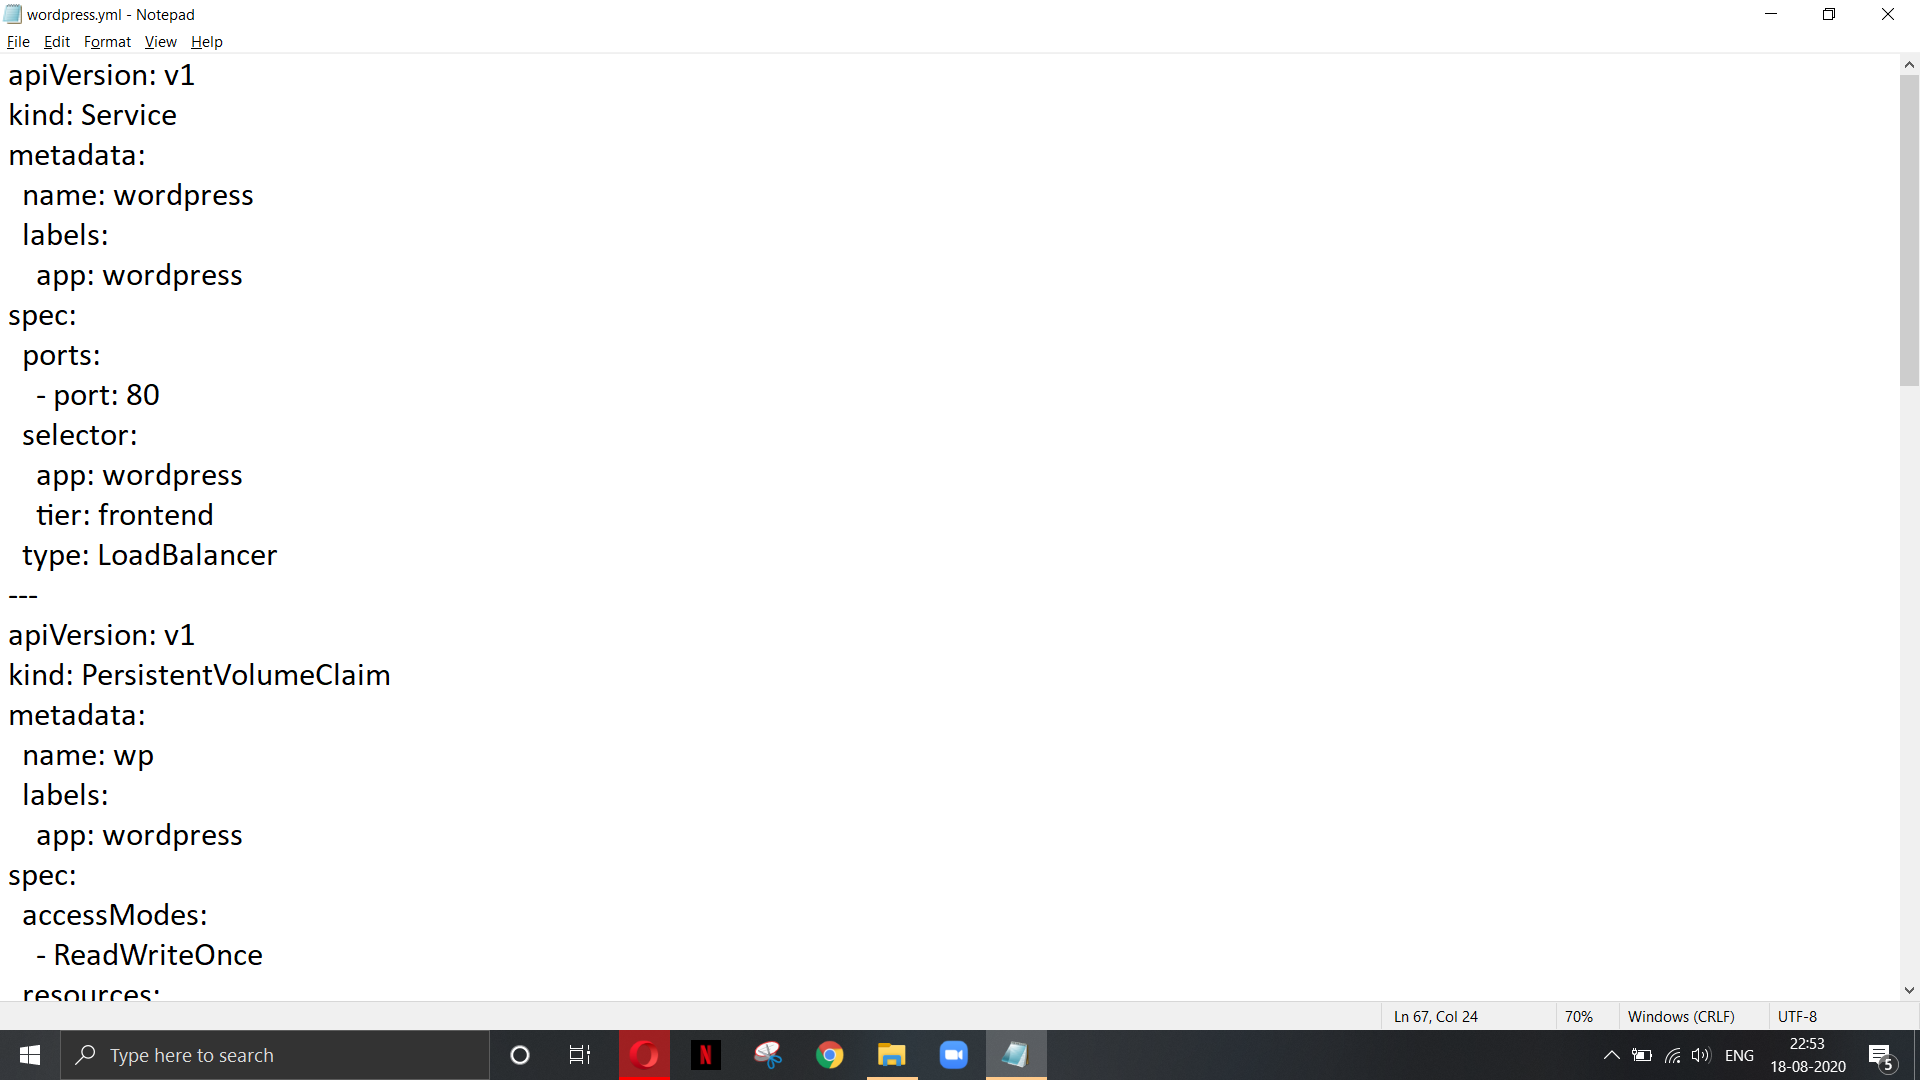 wordpress.yml - Notepad
File Edit Format View Help
apiVersion: v1
kind: Service
metadata:
  name: wordpress
  labels:
    app: wordpress
spec:
  ports:
    - port: 80
  selector:
    app: wordpress
    tier: frontend
  type: LoadBalancer
---
apiVersion: v1
kind: PersistentVolumeClaim
metadata:
  name: wp
  labels:
    app: wordpress
spec:
  accessModes:
    - ReadWriteOnce
  resources:
Ln 67, Col 24 70% Windows (CRLF) UTF-8
Type here to search
N
ENG
22:53
18-08-2020
5